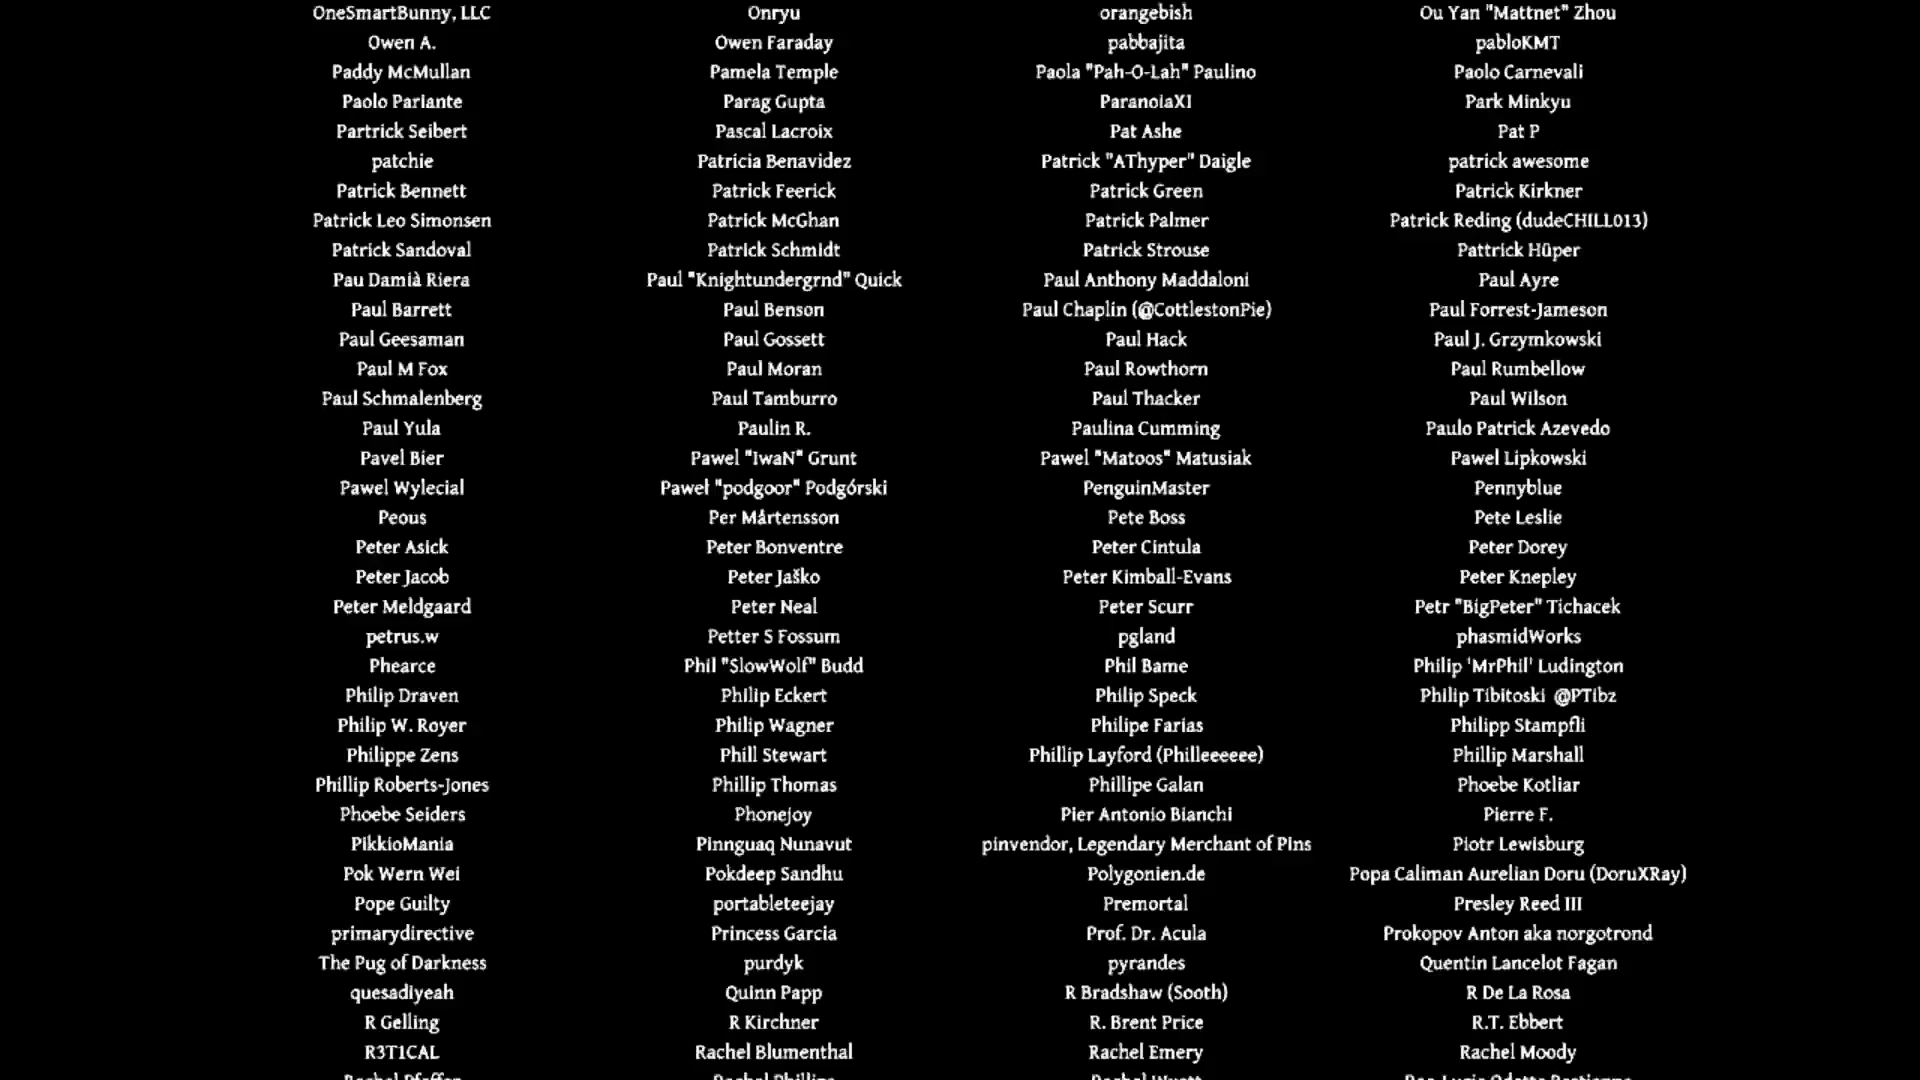 OneSmartBunny, LLC Onryu orangebish Ou Yan "Mattnet" Zhou
Owen A. Owen Faraday pabbajita pabloKMT
Paddy McMullan Pamela Temple Paola "Pah-O-Lah" Paulino Paolo Carnevali
Paolo Pariante Parag Gupta ParanoiaXI Park Minkyu
Partrick Seibert Pascal Lacroix Pat Ashe Pat P
patchie Patricia Benavidez Patrick "AThyper" Daigle patrick awesome
Patrick Bennett Patrick Feerick Patrick Green Patrick Kirkner
Patrick Leo Simonsen Patrick McGhan Patrick Palmer Patrick Reding (dudeCHILL013)
Patrick Sandoval Patrick Schmidt Patrick Strouse Pattrick Hüper
Pau Damià Riera Paul "Knightundergrnd" Quick Paul Anthony Maddaloni Paul Ayre
Paul Barrett Paul Benson Paul Chaplin (@CottlestonPie) Paul Forrest-Jameson
Paul Geesaman Paul Gossett Paul Hack Paul J. Grzymkowski
Paul M Fox Paul Moran Paul Rowthorn Paul Rumbellow
Paul Schmalenberg Paul Tamburro Paul Thacker Paul Wilson
Paul Yula Paulin R. Paulina Cumming Paulo Patrick Azevedo
Pavel Bier Pawel "IwaN" Grunt Pawel "Matoos" Matusiak Pawel Lipkowski
Pawel Wylecial Paweł "podgoor" Podgórski PenguinMaster Pennyblue
Peous Per Mårtensson Pete Boss Pete Leslie
Peter Asick Peter Bonventre Peter Cintula Peter Dorey
Peter Jacob Peter Jaško Peter Kimball-Evans Peter Knepley
Peter Meldgaard Peter Neal Peter Scurr Petr "BigPeter" Tichacek
petrus.w Petter S Fossum pgland phasmidWorks
Phearce Phil "SlowWolf" Budd Phil Bame Philip 'MrPhil' Ludington
Philip Draven Philip Eckert Philip Speck Philip Tibitoski @PTibz
Philip W. Royer Philip Wagner Philipe Farias Philipp Stampfli
Philippe Zens Phill Stewart Phillip Layford (Philleeeeee) Phillip Marshall
Phillip Roberts-Jones Phillip Thomas Phillipe Galan Phoebe Kotliar
Phoebe Seiders Phonejoy Pier Antonio Bianchi Pierre F.
PikkioMania Pinnguaq Nunavut pinvendor, Legendary Merchant of Pins Piotr Lewisburg
Pok Wern Wei Pokdeep Sandhu Polygonien.de Popa Caliman Aurelian Doru (DoruXRay)
Pope Guilty portableteejay Premortal Presley Reed III
primarydirective Princess Garcia Prof. Dr. Acula Prokopov Anton aka norgotrond
The Pug of Darkness purdyk pyrandes Quentin Lancelot Fagan
quesadiyeah Quinn Papp R Bradshaw (Sooth) R De La Rosa
R Gelling R Kirchner R. Brent Price R.T. Ebbert
R3T1CAL Rachel Blumenthal Rachel Emery Rachel Moody
Rachel Rachel Phillips Rachel